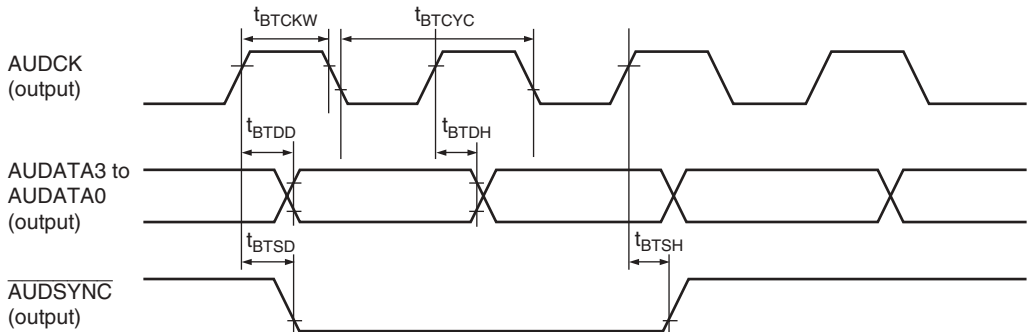 tBTCKW
tBTCYC
AUDCK
(output)
tBTDD
tBTDH
AUDATA3 to
AUDATA0
(output)
tBTSD
tBTSH
AUDSYNC
(output)